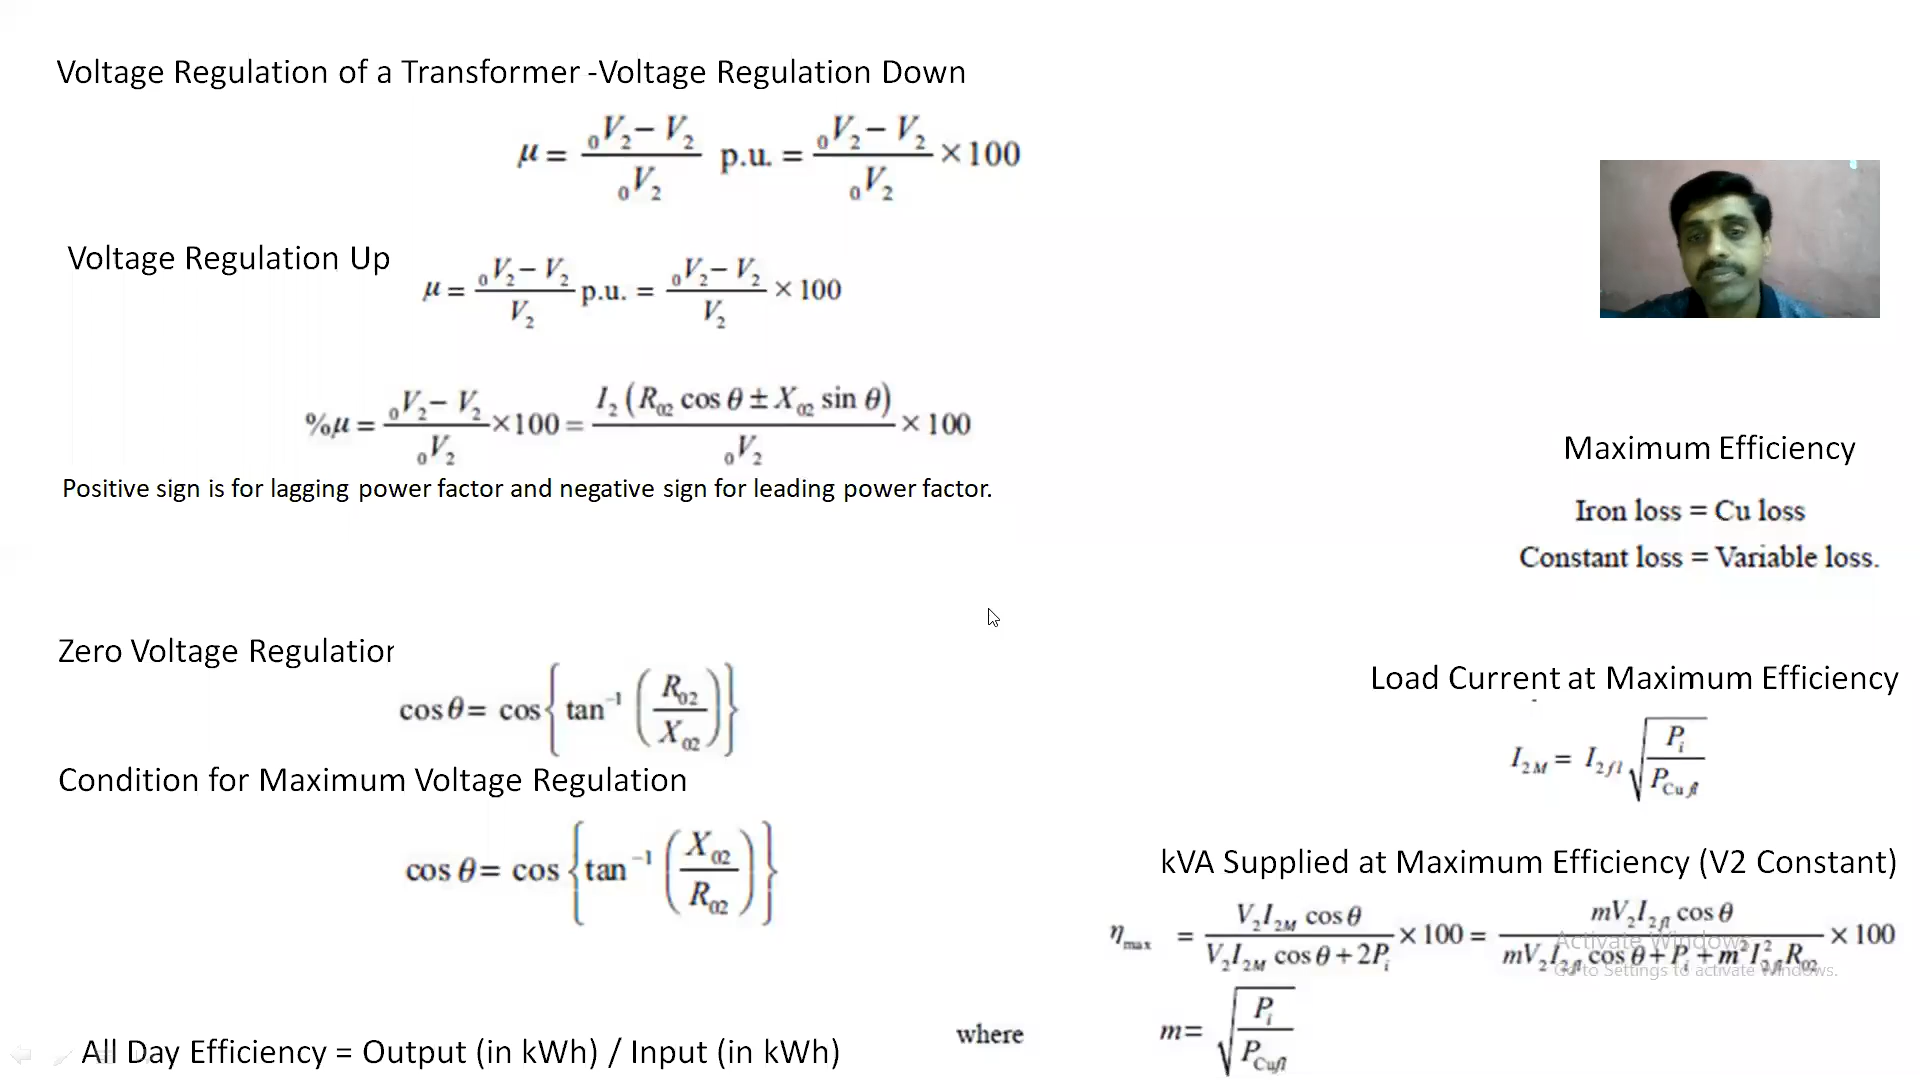 Voltage Regulation of a Transformer -Voltage Regulation Down
μ = (₀V₂ − V₂) / ₀V₂ p.u. = (₀V₂ − V₂) / ₀V₂ × 100
Voltage Regulation Up
μ = (₀V₂ − V₂) / V₂ p.u. = (₀V₂ − V₂) / V₂ × 100
%μ = (₀V₂ − V₂) / ₀V₂ × 100 = I₂ (R₀₂ cos θ ± X₀₂ sin θ) / ₀V₂ × 100
Positive sign is for lagging power factor and negative sign for leading power factor.
Zero Voltage Regulation
cos θ = cos {tan⁻¹ (R₀₂ / X₀₂)}
Condition for Maximum Voltage Regulation
cos θ = cos {tan⁻¹ (X₀₂ / R₀₂)}
All Day Efficiency = Output (in kWh) / Input (in kWh)
Maximum Efficiency
Iron loss = Cu loss
Constant loss = Variable loss.
Load Current at Maximum Efficiency
I₂M = I₂fl √(Pi / PCu fl)
kVA Supplied at Maximum Efficiency (V2 Constant)
ηmax = V₂I₂M cos θ / (V₂I₂M cos θ + 2Pi) × 100 = mV₂I₂fl cos θ / (mV₂I₂fl cos θ + Pi + m²I²₂fl R₀₂) × 100
where m = √(Pi / PCufl)
Activate Windows
Go to Settings to activate Windows.